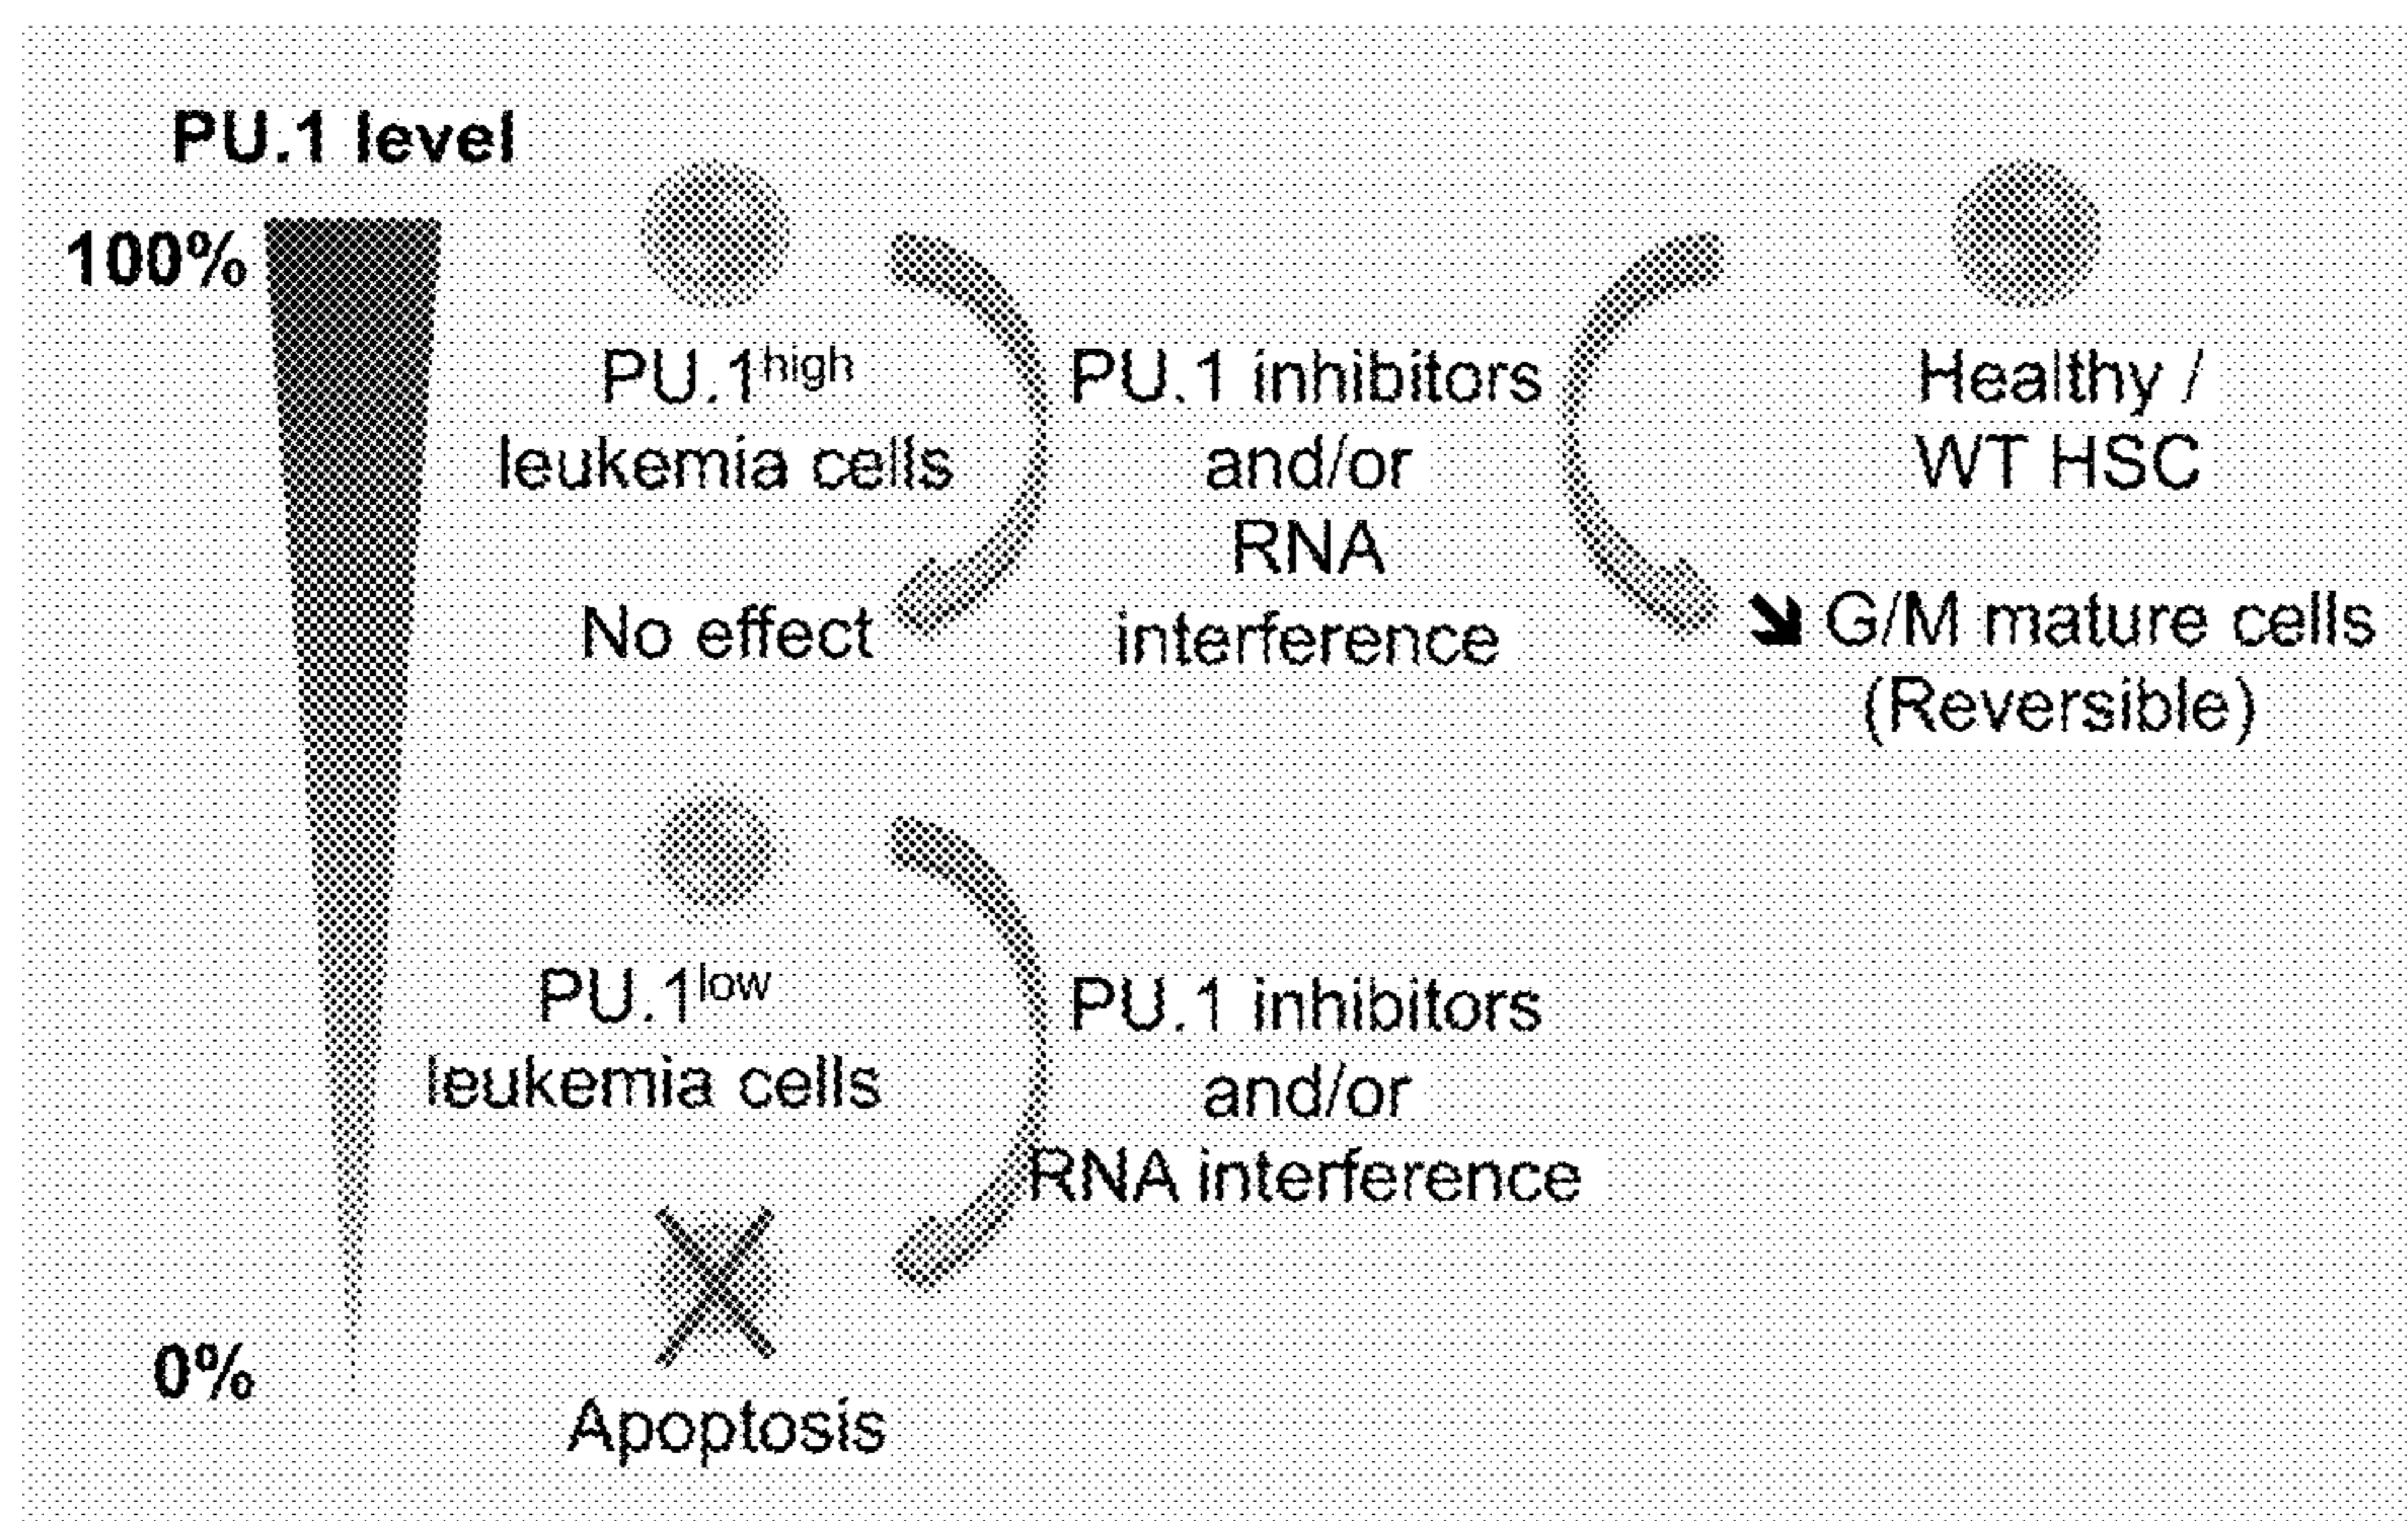 PU.1 level
100%
PU.1high
leukemia cells
No effect
PU.1 inhibitors
and/or
RNA
interference
Healthy /
WT HSC
↘ G/M mature cells
(Reversible)
PU.1low
leukemia cells
PU.1 inhibitors
and/or
RNA interference
0%
Apoptosis